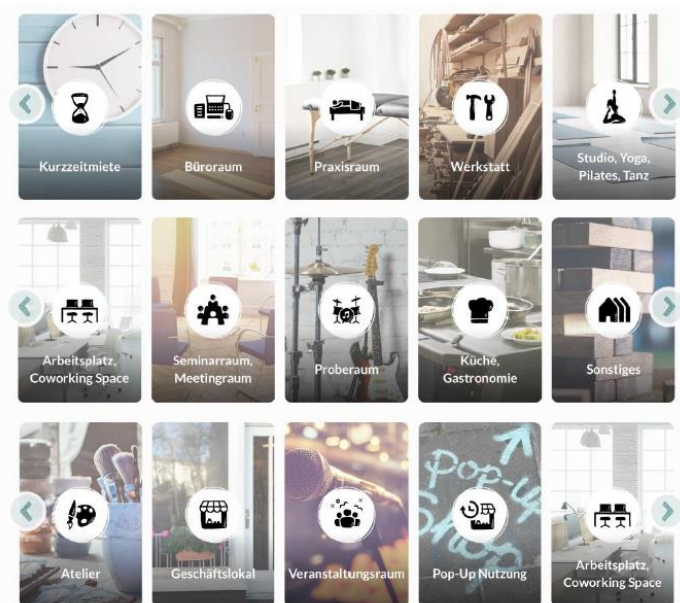 Kurzzeitmiete
Büroraum
Praxisraum
Werkstatt
Studio, Yoga,
Pilates, Tanz
Arbeitsplatz,
Coworking Space
Seminarraum,
Meetingraum
Proberaum
Küche,
Gastronomie
Sonstiges
Atelier
Geschäftslokal
Veranstaltungsraum
Pop-Up Nutzung
Pop-Up
Shop
Arbeitsplatz,
Coworking Space